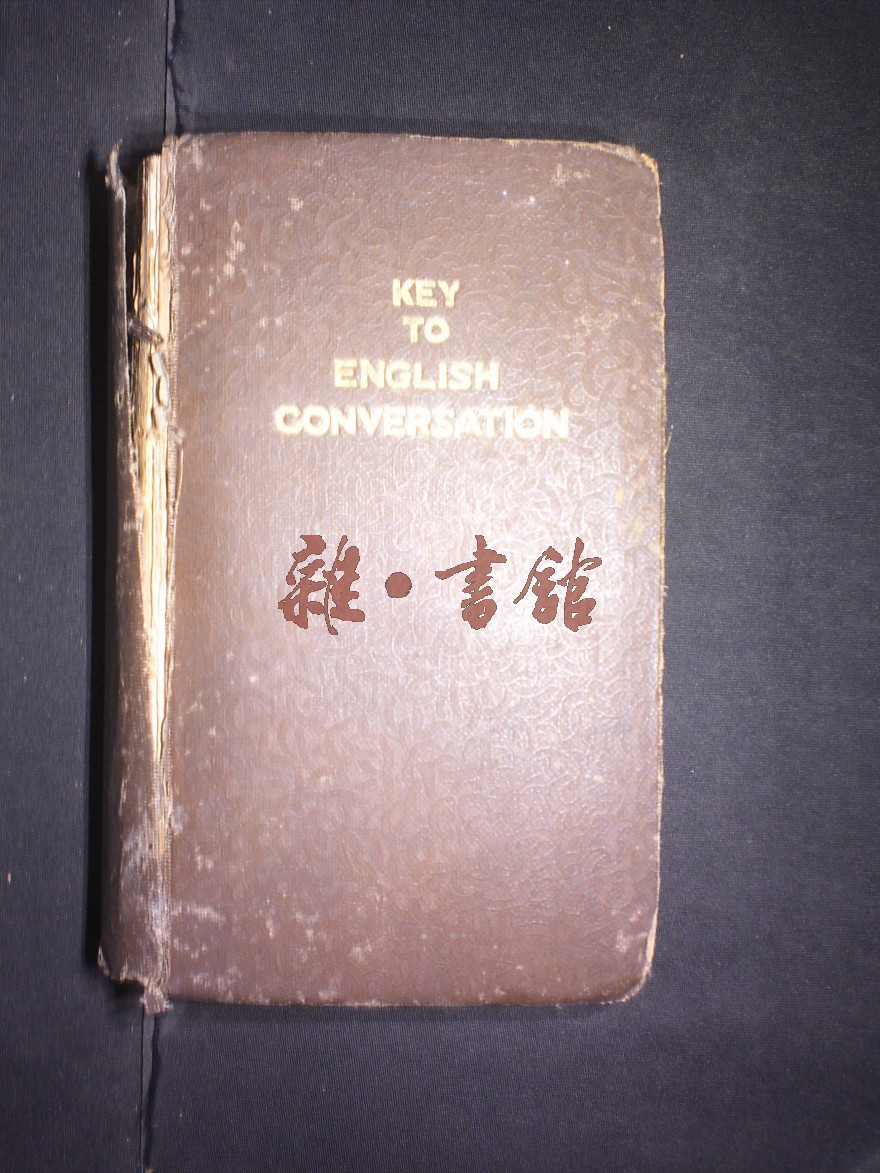 KEY
TO
ENGLISH
CONVERSATION
雜·書館